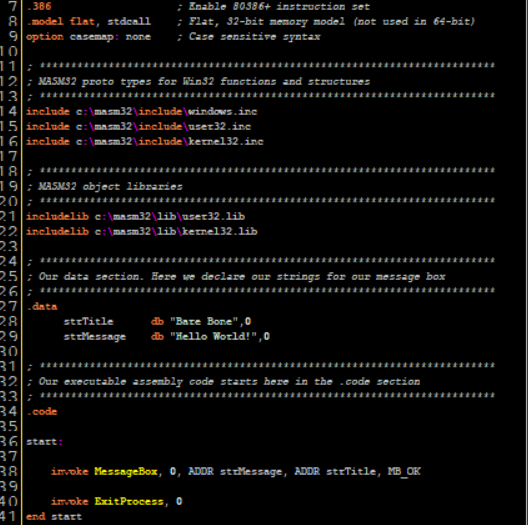 7 .386 ; Enable 80386+ instruction set
8 .model flat, stdcall ; Flat, 32-bit memory model (not used in 64-bit)
9 option casemap: none ; Case sensitive syntax
10
11 ; **********************************************************************
12 ; MASM32 proto types for Win32 functions and structures
13 ; **********************************************************************
14 include c:\masm32\include\windows.inc
15 include c:\masm32\include\user32.inc
16 include c:\masm32\include\kernel32.inc
17
18 ; **********************************************************************
19 ; MASM32 object libraries
20 ; **********************************************************************
21 includelib c:\masm32\lib\user32.lib
22 includelib c:\masm32\lib\kernel32.lib
23
24 ; **********************************************************************
25 ; Our data section. Here we declare our strings for our message box
26 ; **********************************************************************
27 .data
28 strTitle db "Bare Bone",0
29 strMessage db "Hello World!",0
30
31 ; **********************************************************************
32 ; Our executable assembly code starts here in the .code section
33 ; **********************************************************************
34 .code
35
36 start:
37
38 invoke MessageBox, 0, ADDR strMessage, ADDR strTitle, MB_OK
39
40 invoke ExitProcess, 0
41 end start